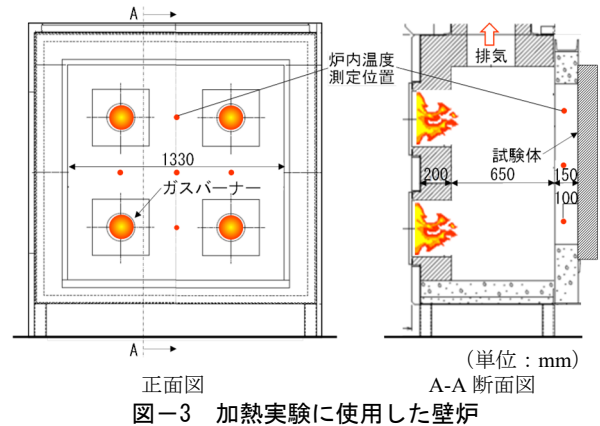 A
排気
炉内温度
測定位置
1330
試験体
200
650
150
ガスバーナー
100
A
(単位：mm)
正面図
A-A 断面図
図－3 加熱実験に使用した壁炉